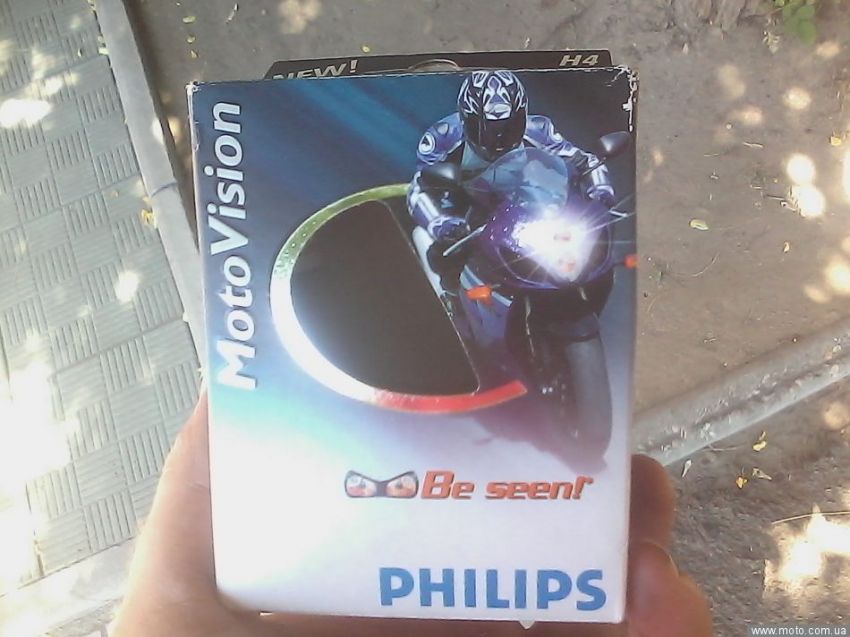 NEW! H4
MotoVision
Be seen!
PHILIPS
www.moto.com.ua